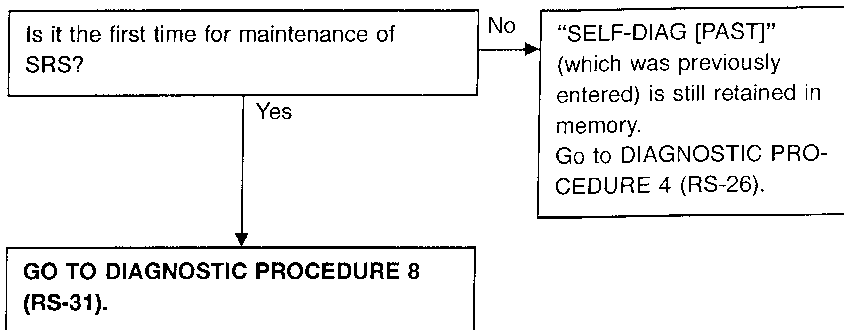 Is it the first time for maintenance of
SRS?
No
"SELF-DIAG [PAST]"
(which was previously
entered) is still retained in
memory.
Go to DIAGNOSTIC PRO-
CEDURE 4 (RS-26).
Yes
GO TO DIAGNOSTIC PROCEDURE 8
(RS-31).